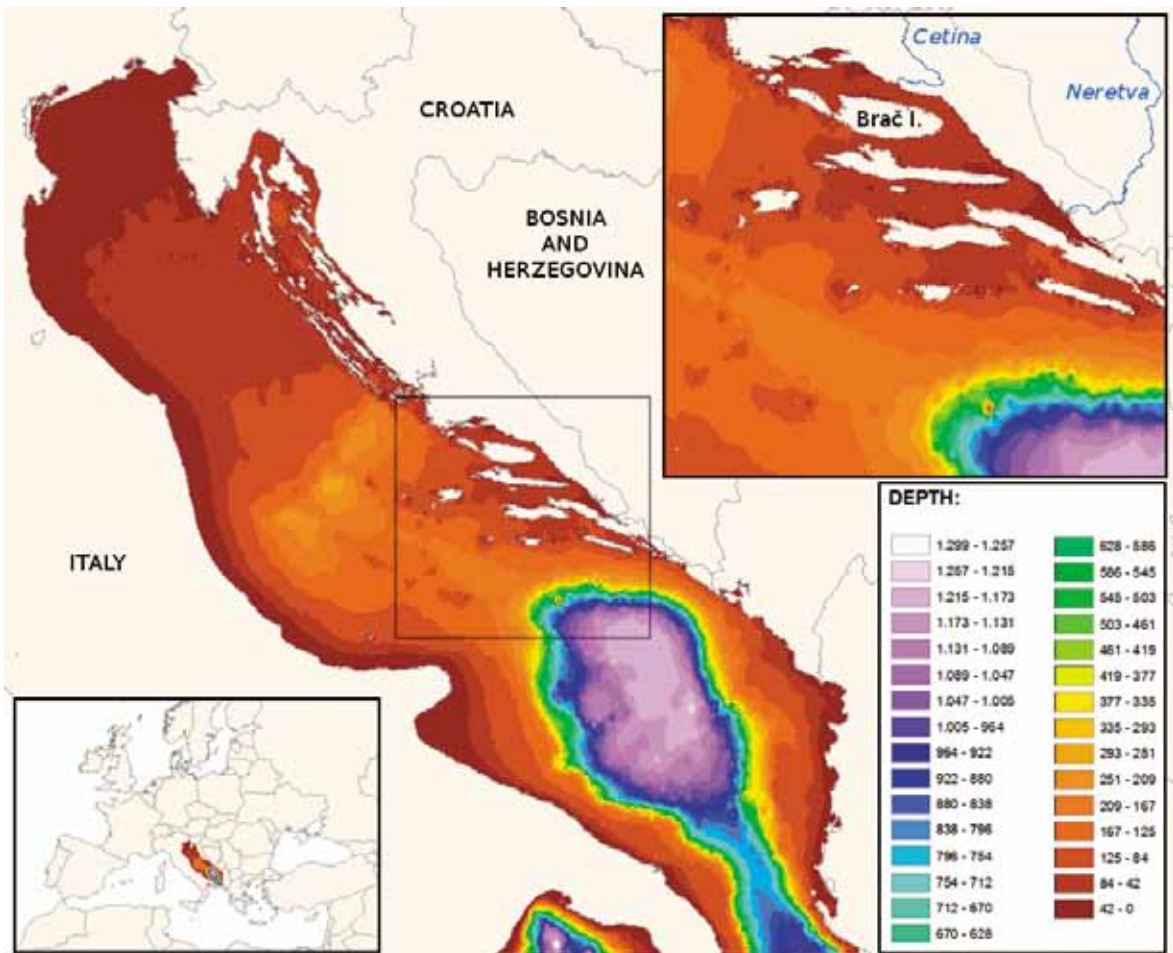 Cetina
Neretva
Brač I.
CROATIA
BOSNIA
AND
HERZEGOVINA
ITALY
DEPTH:
1.299 - 1.257
1.257 - 1.215
1.215 - 1.173
1.173 - 1.131
1.131 - 1.089
1.089 - 1.047
1.047 - 1.005
1.005 - 964
964 - 922
922 - 880
880 - 838
838 - 796
796 - 754
754 - 712
712 - 670
670 - 628
628 - 586
586 - 545
545 - 503
503 - 461
461 - 419
419 - 377
377 - 335
335 - 293
293 - 251
251 - 209
209 - 167
167 - 125
125 - 84
84 - 42
42 - 0